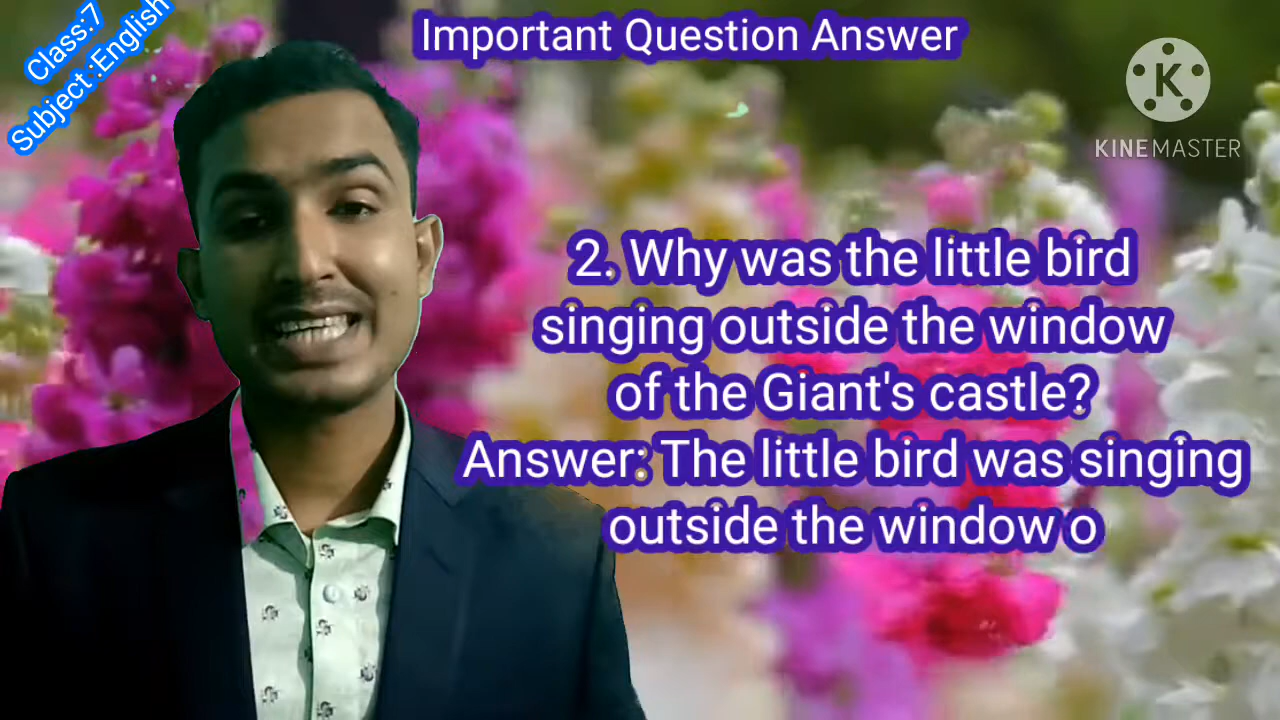 Class:7
Subject :English
Important Question Answer
K
KINEMASTER
2. Why was the little bird
singing outside the window
of the Giant's castle?
Answer: The little bird was singing
outside the window o